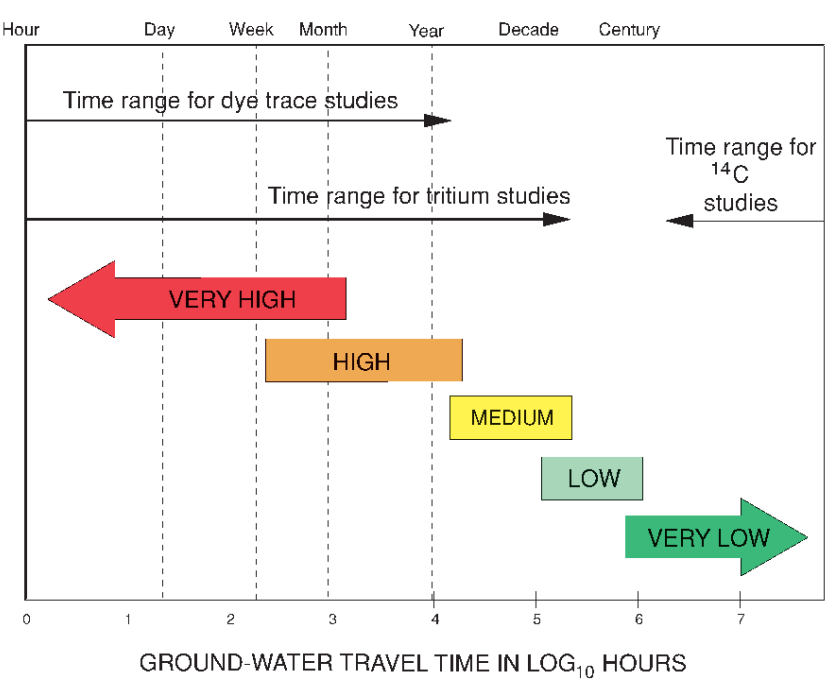 Hour Day Week Month Year Decade Century
Time range for dye trace studies
Time range for
14C
studies
Time range for tritium studies
VERY HIGH
HIGH
MEDIUM
LOW
VERY LOW
0 1 2 3 4 5 6 7
GROUND-WATER TRAVEL TIME IN LOG10 HOURS